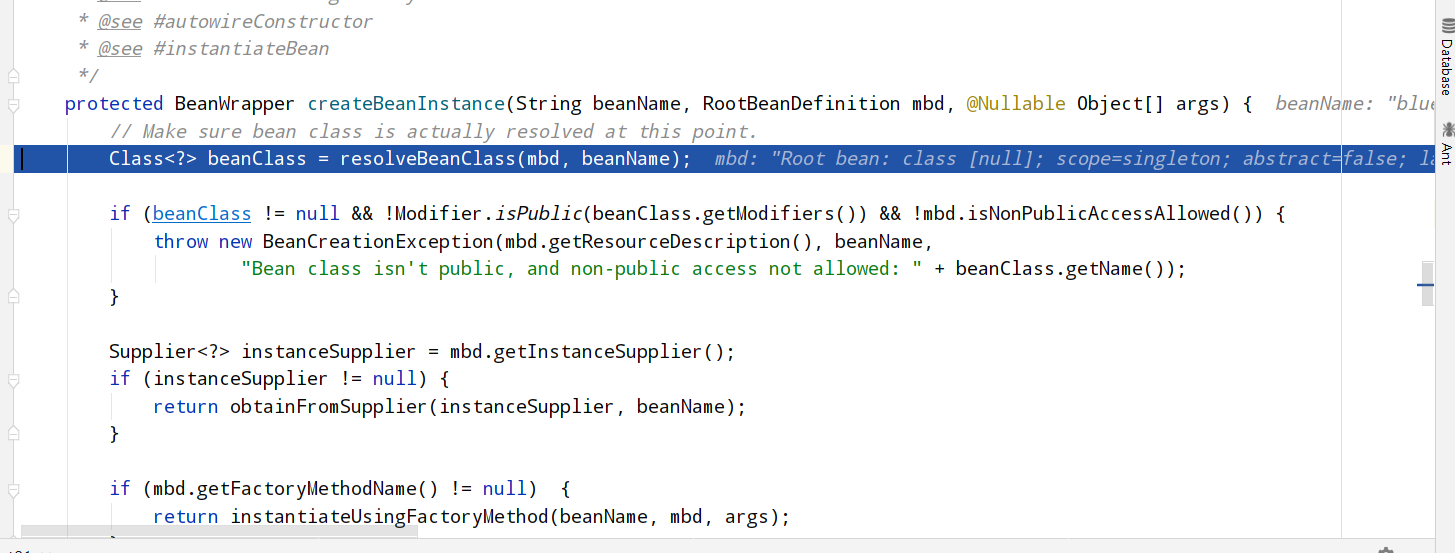 * @see #autowireConstructor
* @see #instantiateBean
*/
protected BeanWrapper createBeanInstance(String beanName, RootBeanDefinition mbd, @Nullable Object[] args) {  beanName: "blue
// Make sure bean class is actually resolved at this point.
Class<?> beanClass = resolveBeanClass(mbd, beanName);  mbd: "Root bean: class [null]; scope=singleton; abstract=false; la
if (beanClass != null && !Modifier.isPublic(beanClass.getModifiers()) && !mbd.isNonPublicAccessAllowed()) {
throw new BeanCreationException(mbd.getResourceDescription(), beanName,
"Bean class isn't public, and non-public access not allowed: " + beanClass.getName());
}
Supplier<?> instanceSupplier = mbd.getInstanceSupplier();
if (instanceSupplier != null) {
return obtainFromSupplier(instanceSupplier, beanName);
}
if (mbd.getFactoryMethodName() != null)  {
return instantiateUsingFactoryMethod(beanName, mbd, args);
Database
Ant